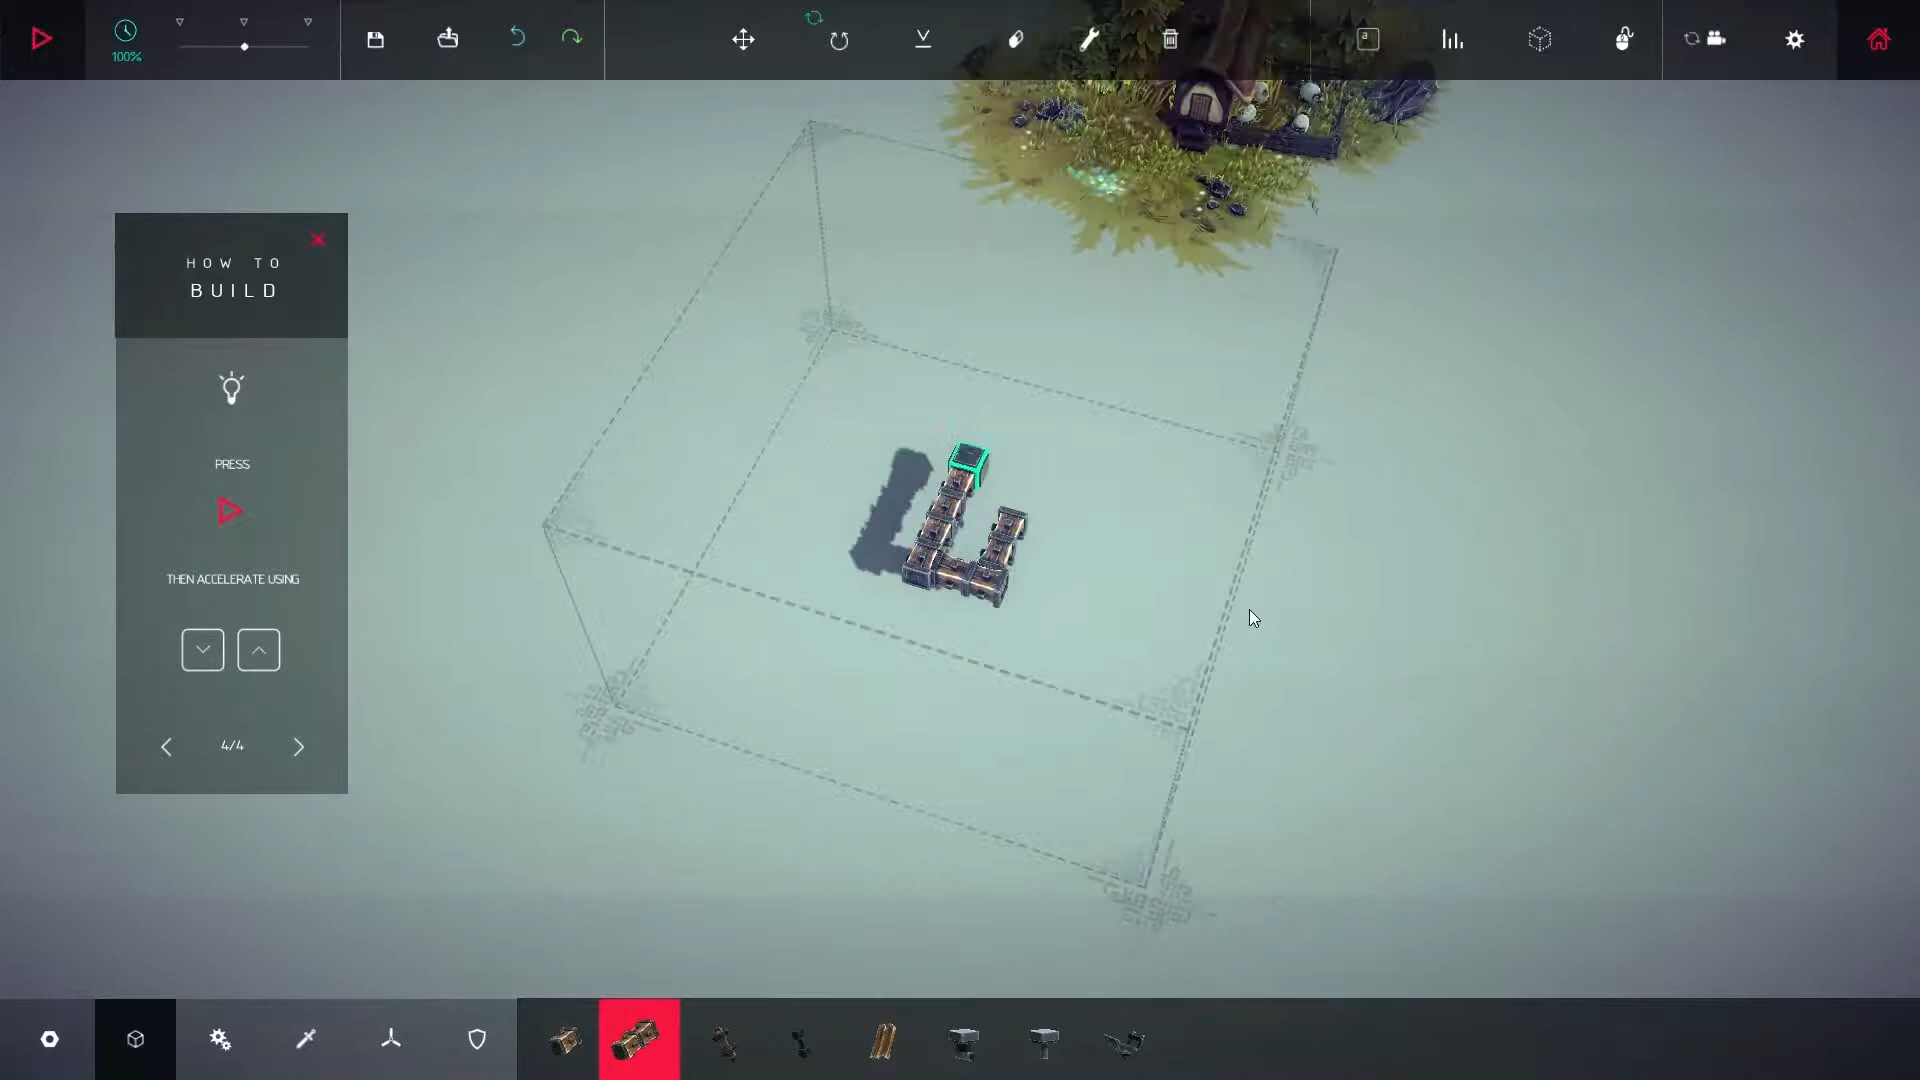 100%
a
HOW TO
BUILD
PRESS
THEN ACCELERATE USING
4/4